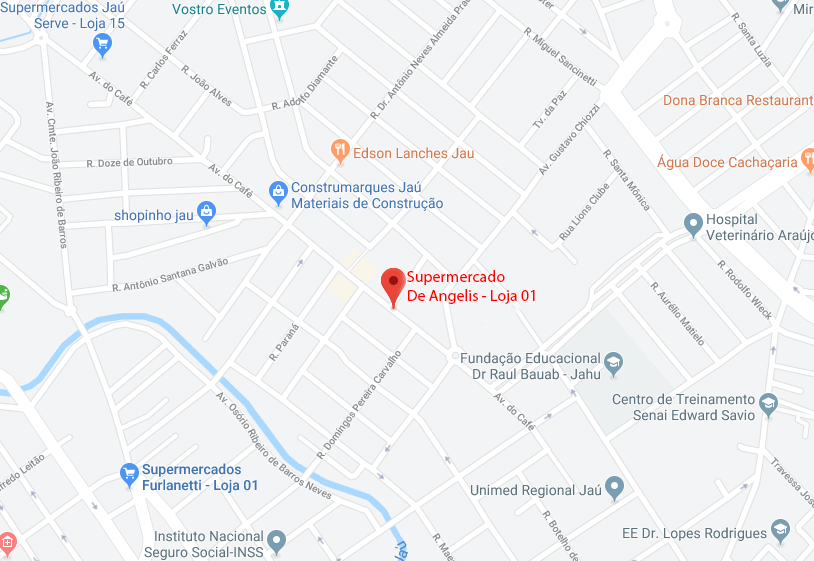 Supermercados Jaú
Serve - Loja 15
Vostro Eventos
R. Carlos Ferraz
R. João Alves
Av. do Café
R. Adolfo Diamante
R. Dr. Antônio Neves Almeida Pra
R. Miguel Sancinetti
R. Santa Luzia
Mir
Dona Branca Restaurant
Tv. da Paz
Av. Gustavo Chiozzi
Av. Cmte. João Ribeiro de Barros
R. Doze de Outubro
Edson Lanches Jau
Água Doce Cachaçaria
R. Santa Mônica
Av. do Café
Construmarques Jaú
Materiais de Construção
shopinho jau
Rua Lions Clube
Hospital
Veterinário Araújo
R. Antônio Santana Galvão
Supermercado
De Angelis - Loja 01
R. Rodolfo Wieck
R. Aurélio Matielo
R. Paraná
Fundação Educacional
Dr Raul Bauab - Jahu
R. Domingos Pereira Carvalho
Av. do Café
Centro de Treinamento
Senai Edward Savio
Av. Osório Ribeiro de Barros Neves
Supermercados
Furlanetti - Loja 01
fredo Leitão
Travessa José
Unimed Regional Jaú
Instituto Nacional
Seguro Social-INSS
R. Mae
R. Botelho de
EE Dr. Lopes Rodrigues